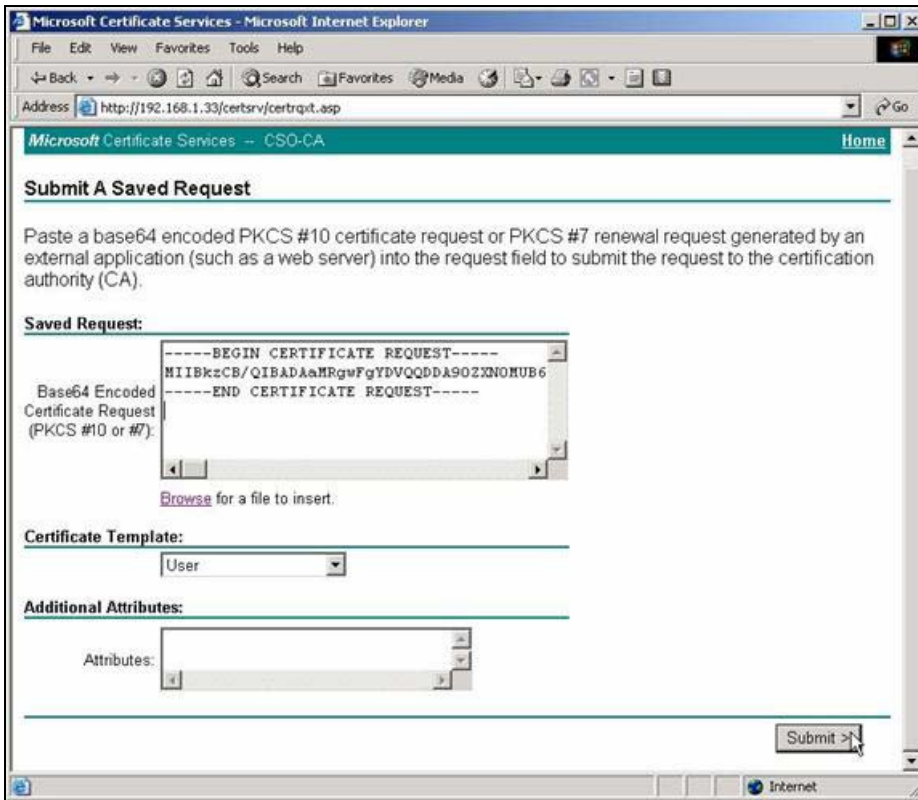 Microsoft Certificate Services - Microsoft Internet Explorer
File Edit View Favorites Tools Help
Back Search Favorites Media
Address http://192.168.1.33/certsrv/certrqxt.asp Go
Microsoft Certificate Services -- CSO-CA Home
Submit A Saved Request
Paste a base64 encoded PKCS #10 certificate request or PKCS #7 renewal request generated by an
external application (such as a web server) into the request field to submit the request to the certification
authority (CA).
Saved Request:
-----BEGIN CERTIFICATE REQUEST-----
MIIBkzCB/QIBADAaMRgwFgYDVQQDDA9OZXNOMUB6
-----END CERTIFICATE REQUEST-----
Base64 Encoded
Certificate Request
(PKCS #10 or #7):
Browse for a file to insert.
Certificate Template:
User
Additional Attributes:
Attributes:
Submit >
Internet